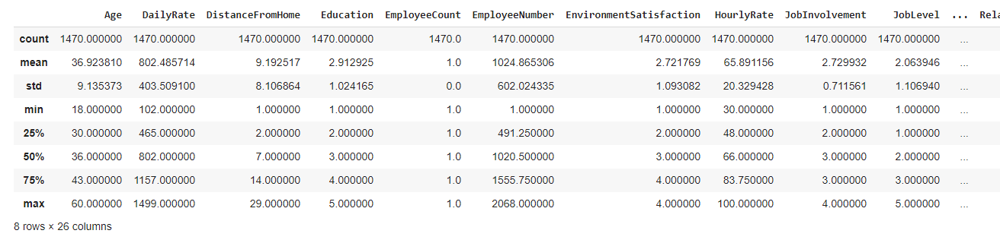 Age DailyRate DistanceFromHome Education EmployeeCount EmployeeNumber EnvironmentSatisfaction HourlyRate JobInvolvement JobLevel ... Rela
count 1470.000000 1470.000000 1470.000000 1470.000000 1470.0 1470.000000 1470.000000 1470.000000 1470.000000 1470.000000 ...
mean 36.923810 802.485714 9.192517 2.912925 1.0 1024.865306 2.721769 65.891156 2.729932 2.063946 ...
std 9.135373 403.509100 8.106864 1.024165 0.0 602.024335 1.093082 20.329428 0.711561 1.106940 ...
min 18.000000 102.000000 1.000000 1.000000 1.0 1.000000 1.000000 30.000000 1.000000 1.000000 ...
25% 30.000000 465.000000 2.000000 2.000000 1.0 491.250000 2.000000 48.000000 2.000000 1.000000 ...
50% 36.000000 802.000000 7.000000 3.000000 1.0 1020.500000 3.000000 66.000000 3.000000 2.000000 ...
75% 43.000000 1157.000000 14.000000 4.000000 1.0 1555.750000 4.000000 83.750000 3.000000 3.000000 ...
max 60.000000 1499.000000 29.000000 5.000000 1.0 2068.000000 4.000000 100.000000 4.000000 5.000000 ...
8 rows × 26 columns